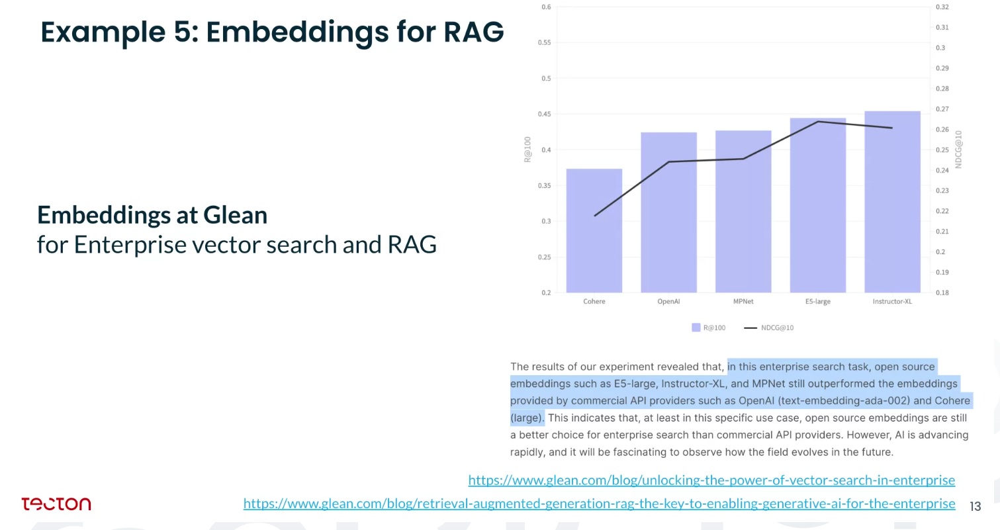 Example 5: Embeddings for RAG
Embeddings at Glean
for Enterprise vector search and RAG
0.6
0.55
0.5
0.45
0.4
0.35
0.3
0.25
0.2
R@100
0.32
0.31
0.3
0.29
0.28
0.27
0.26
0.25
0.24
0.23
0.22
0.21
0.2
0.19
0.18
NDCG@10
Cohere OpenAI MPNet E5-large Instructor-XL
R@100 NDCG@10
The results of our experiment revealed that, in this enterprise search task, open source
embeddings such as E5-large, Instructor-XL, and MPNet still outperformed the embeddings
provided by commercial API providers such as OpenAI (text-embedding-ada-002) and Cohere
(large). This indicates that, at least in this specific use case, open source embeddings are still
a better choice for enterprise search than commercial API providers. However, AI is advancing
rapidly, and it will be fascinating to observe how the field evolves in the future.
https://www.glean.com/blog/unlocking-the-power-of-vector-search-in-enterprise
https://www.glean.com/blog/retrieval-augmented-generation-rag-the-key-to-enabling-generative-ai-for-the-enterprise
tecton
13